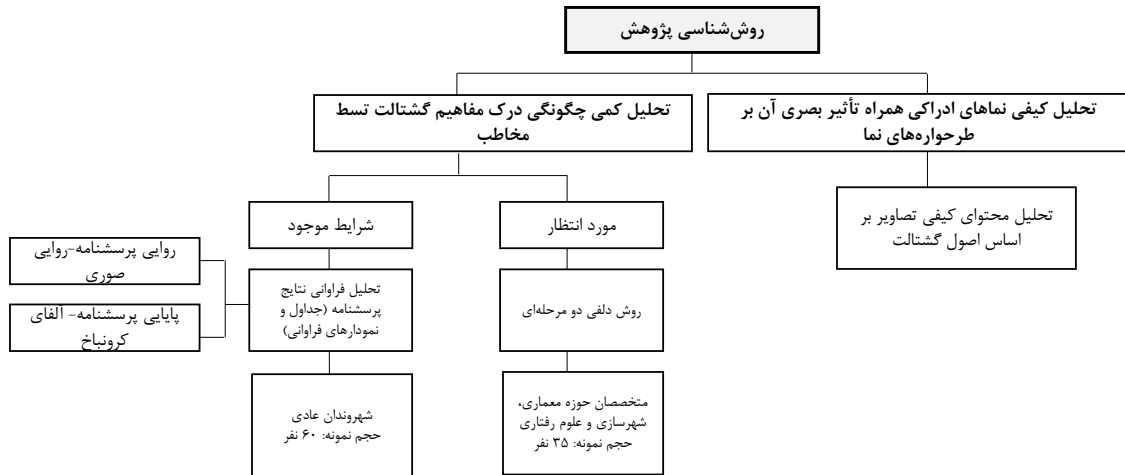 روش‌شناسی پژوهش
تحلیل کیفی نماهای ادراکی همراه تأثیر بصری آن بر
طرحواره‌های نما
تحلیل کمی چگونگی درک مفاهیم گشتالت تسط
مخاطب
تحلیل محتوای کیفی تصاویر بر
اساس اصول گشتالت
مورد انتظار
شرایط موجود
روش دلفی دو مرحله‌ای
تحلیل فراوانی نتایج
پرسشنامه (جداول و
نمودارهای فراوانی)
روایی پرسشنامه-روایی
صوری
پایایی پرسشنامه- آلفای
کرونباخ
متخصصان حوزه معماری،
شهرسازی و علوم رفتاری
حجم نمونه: ۳۵ نفر
شهروندان عادی
حجم نمونه: ۶۰ نفر